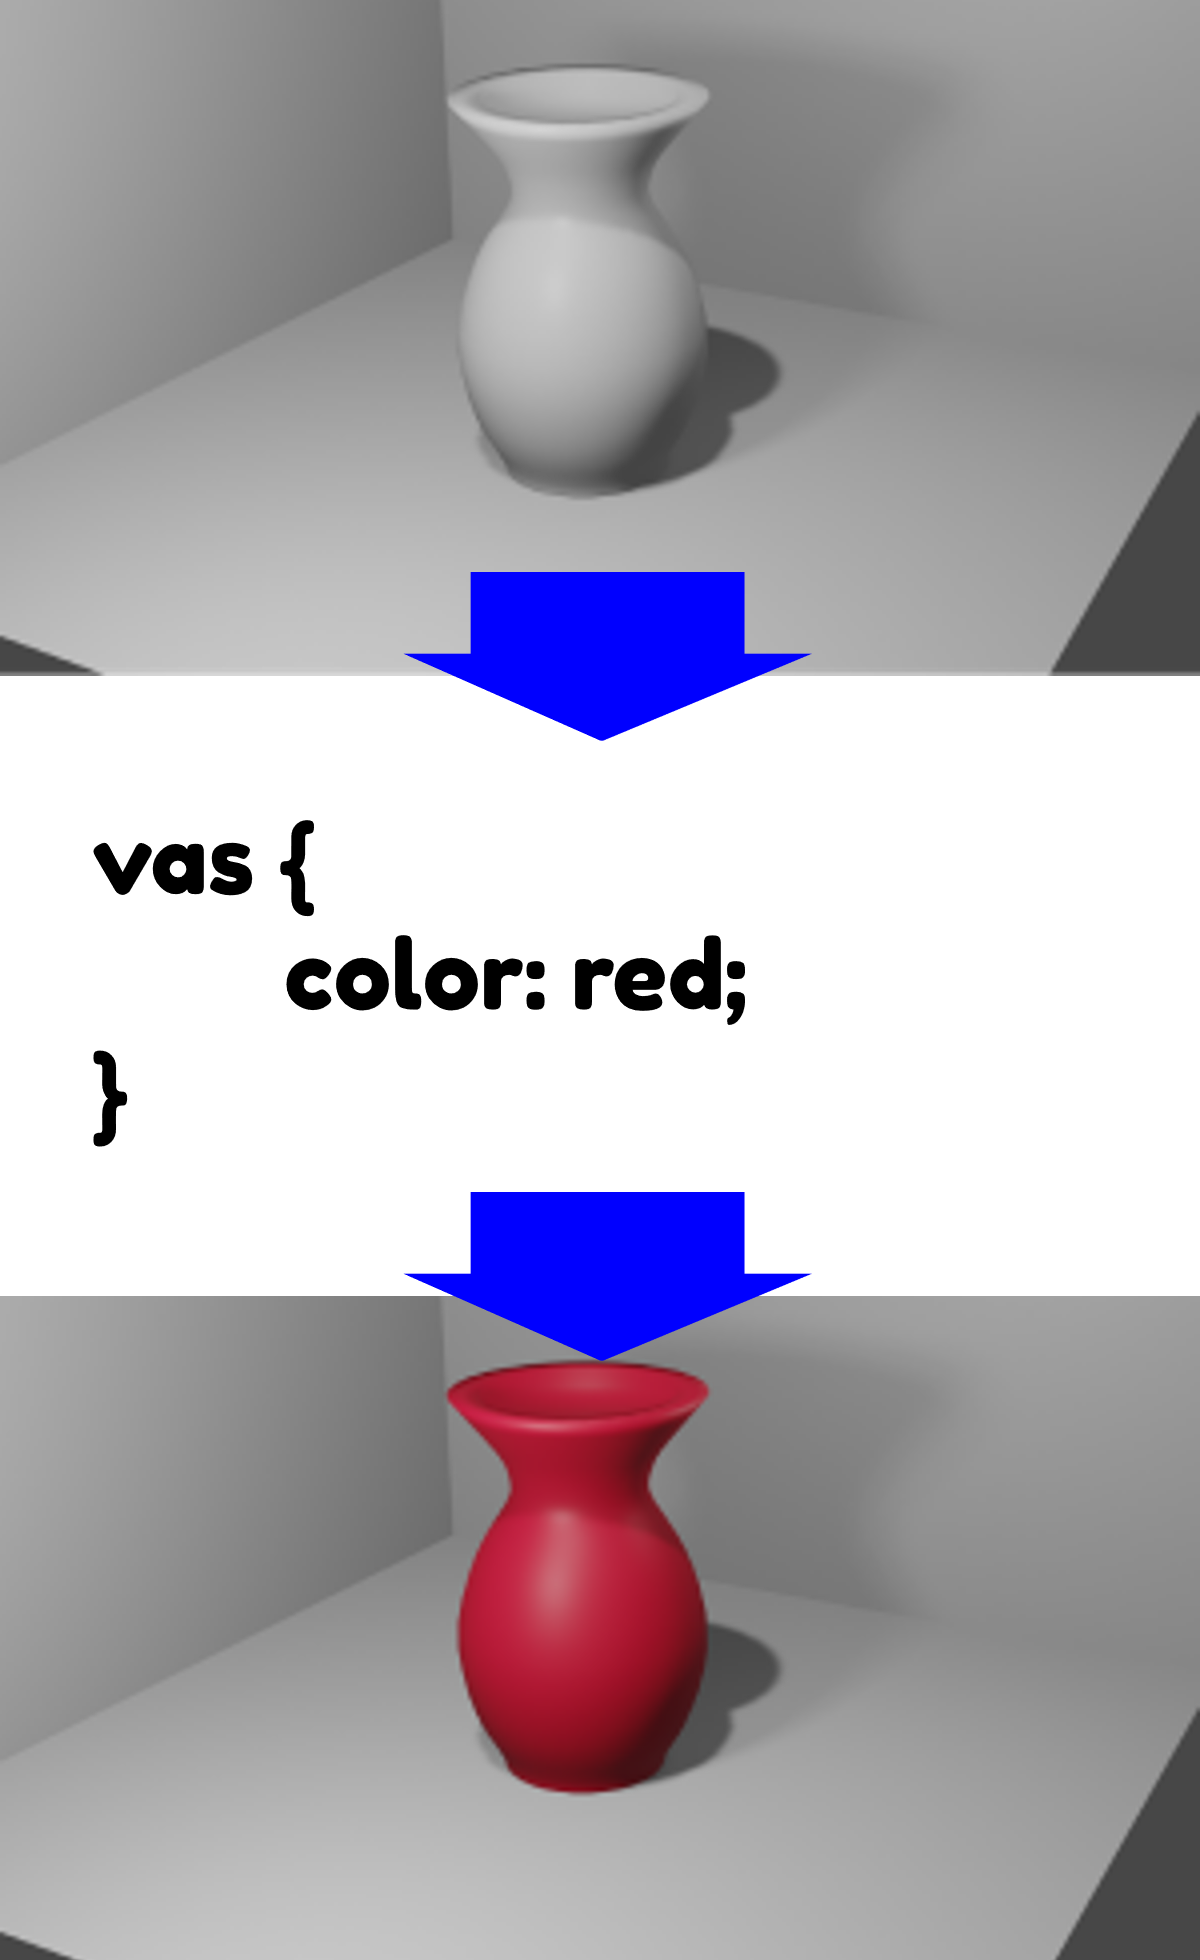 vas {
color: red;
}